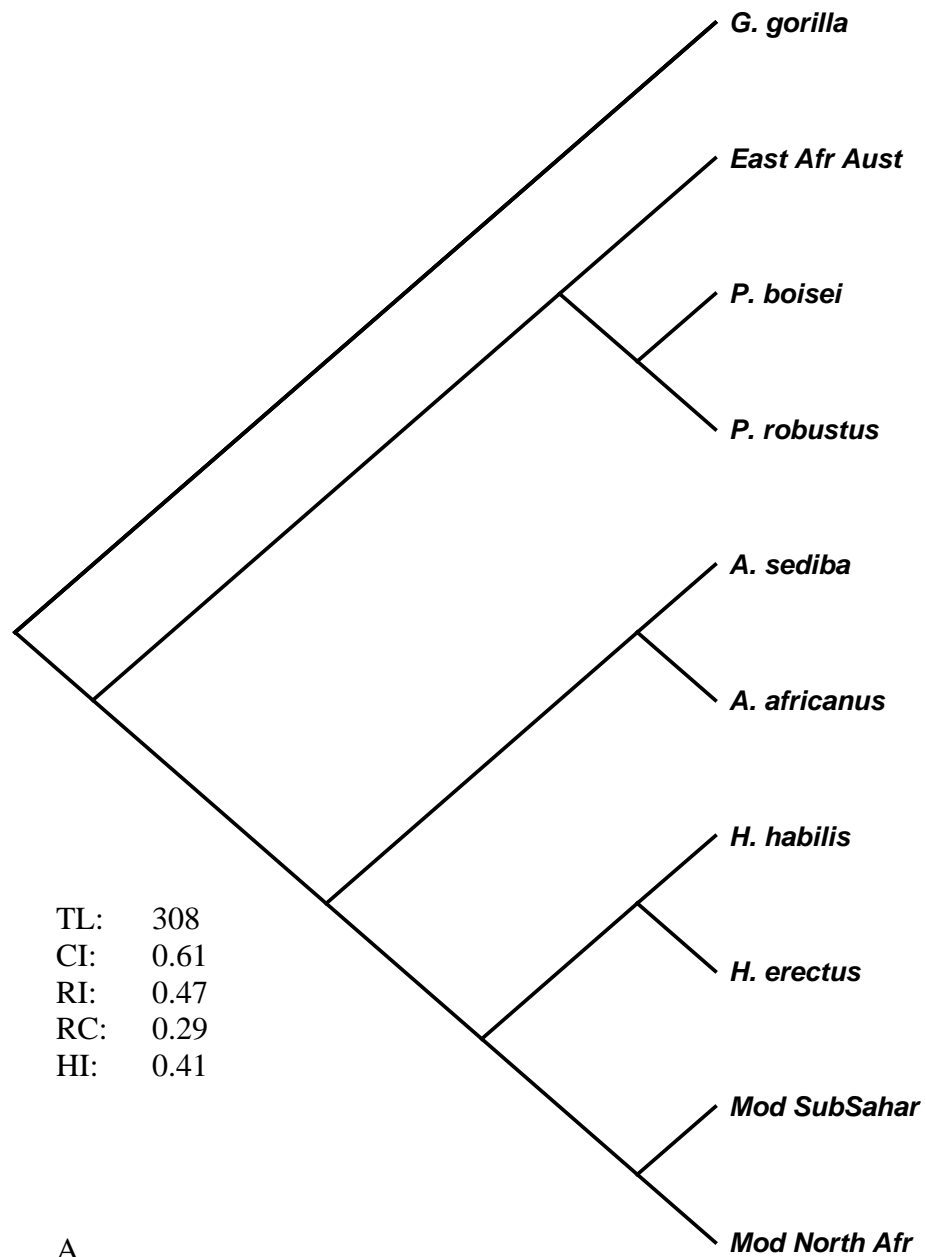 G. gorilla
East Afr Aust
P. boisei
P. robustus
A. sediba
A. africanus
H. habilis
H. erectus
Mod SubSahar
Mod North Afr
TL: 308
CI: 0.61
RI: 0.47
RC: 0.29
HI: 0.41
A